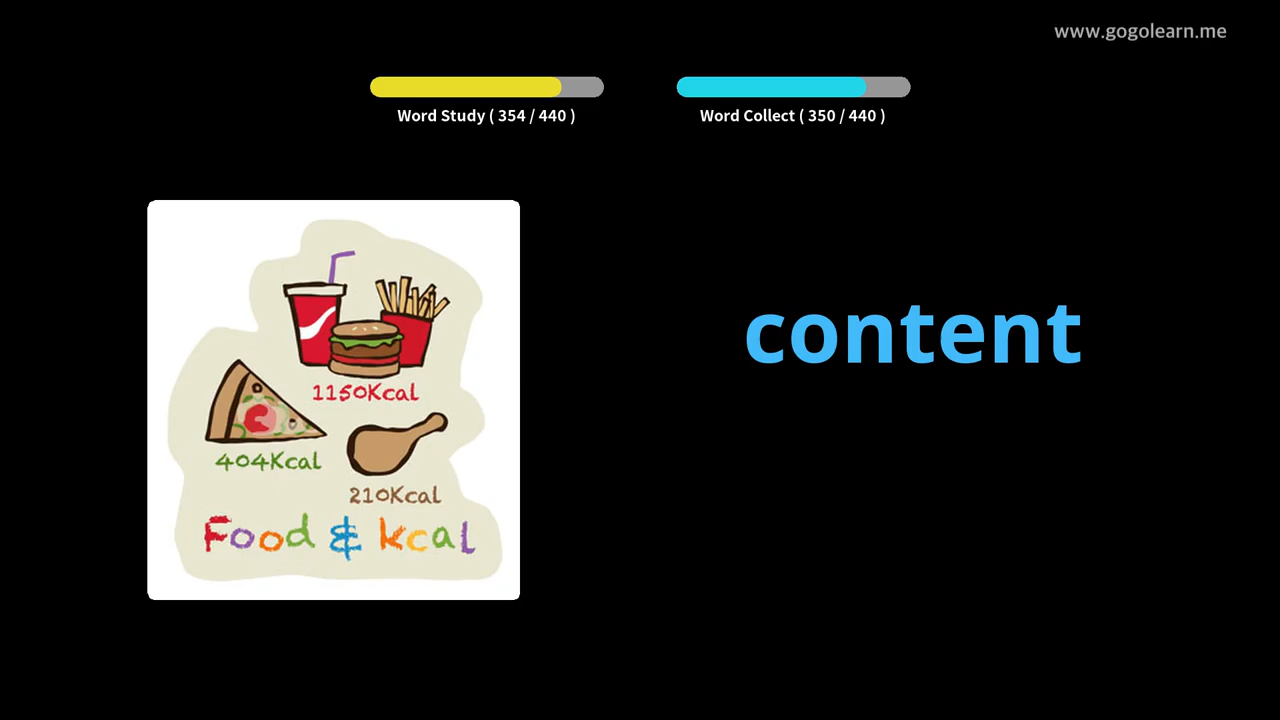 www.gogolearn.me
Word Study ( 354 / 440 )
Word Collect ( 350 / 440 )
content
1150Kcal
404Kcal
210Kcal
Food & kcal